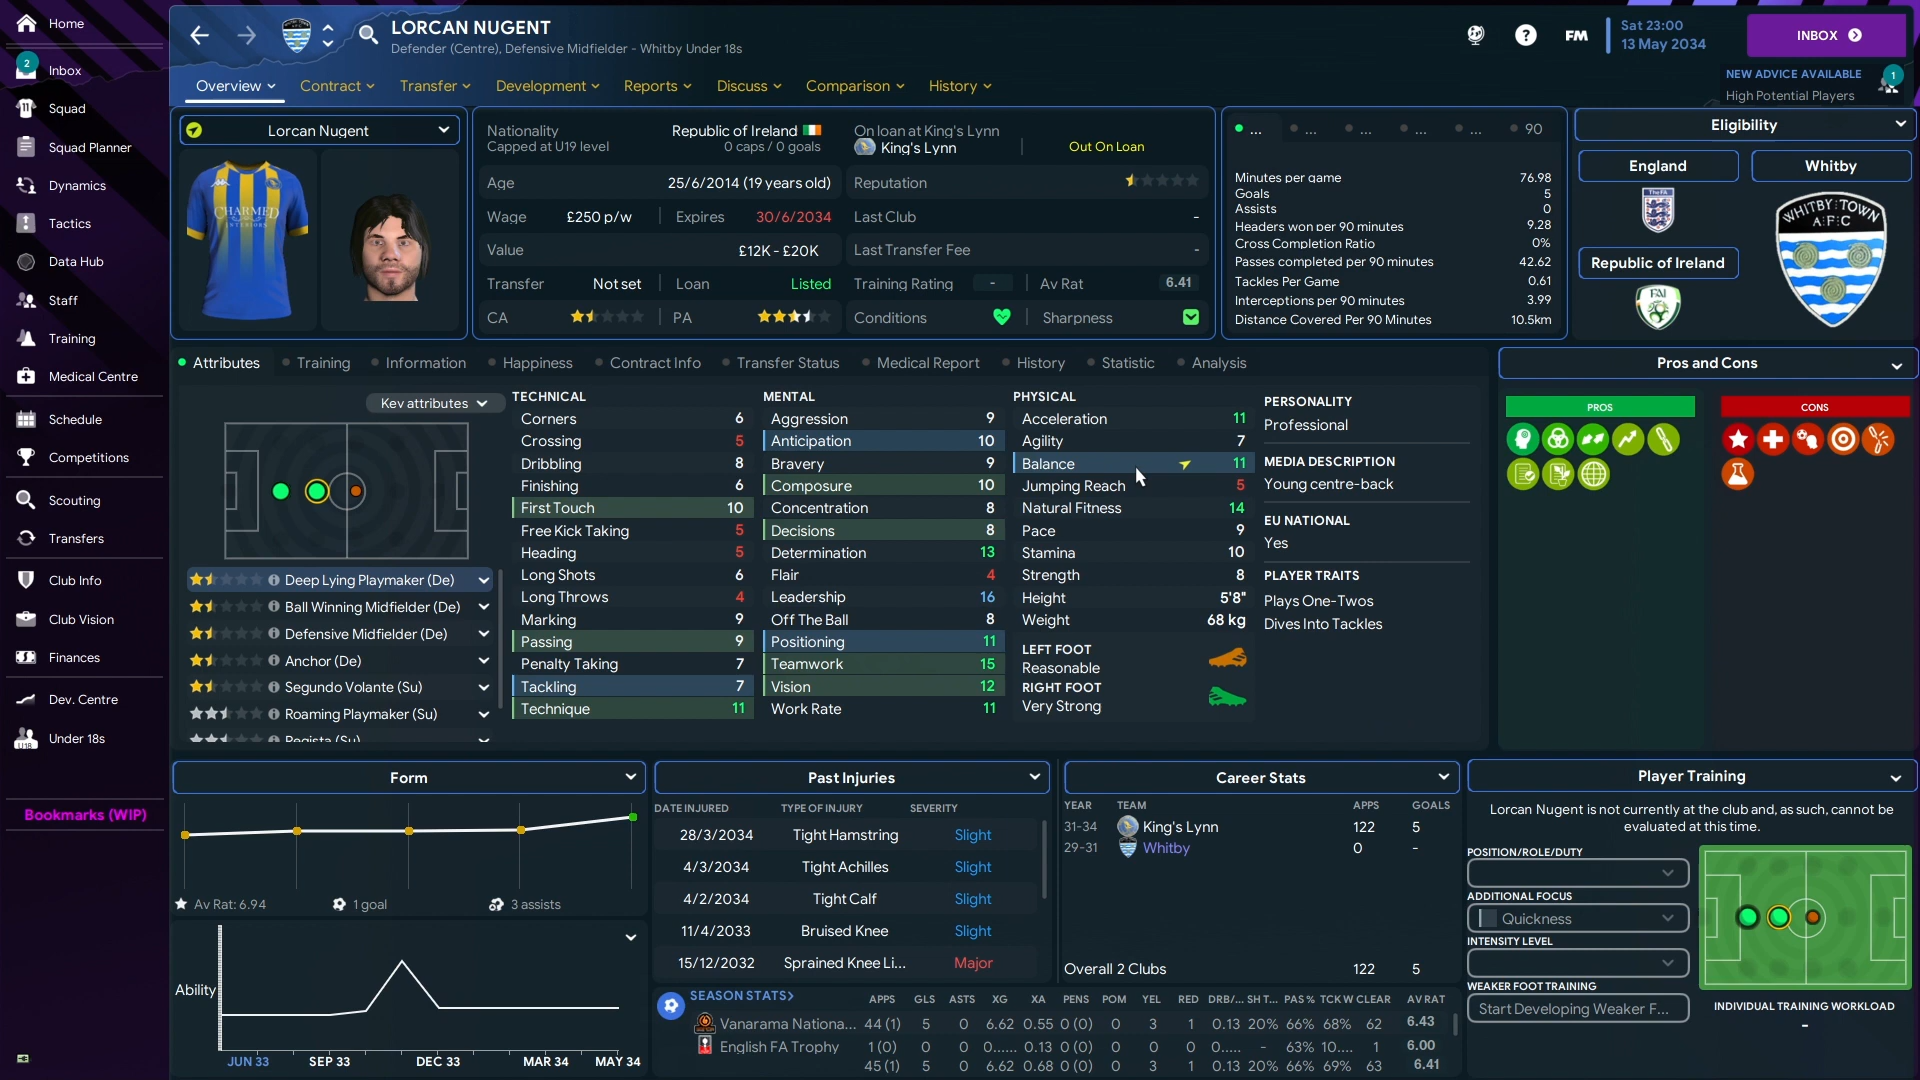 Home
2
Inbox
Squad
Squad Planner
Dynamics
Tactics
Data Hub
Staff
Training
Medical Centre
Schedule
Competitions
Scouting
Transfers
Club Info
Club Vision
Finances
Dev. Centre
U18
Under 18s
Bookmarks (WIP)
LORCAN NUGENT
Defender (Centre), Defensive Midfielder - Whitby Under 18s
? FM
Sat 23:00
13 May 2034
INBOX
NEW ADVICE AVAILABLE
High Potential Players
1
Overview Contract Transfer Development Reports Discuss Comparison History
Lorcan Nugent
CHARMED
INTERIORS
Nationality Republic of Ireland
Capped at U19 level 0 caps / 0 goals
Age 25/6/2014 (19 years old)
Wage £250 p/w Expires 30/6/2034
Value £12K - £20K
Transfer Not set Loan Listed
CA PA
On loan at King's Lynn
King's Lynn Out On Loan
Reputation
Last Club -
Last Transfer Fee -
Training Rating - Av Rat 6.41
Conditions Sharpness
... ... ... ... ... 90
Minutes per game 76.98
Goals 5
Assists 0
Headers won per 90 minutes 9.28
Cross Completion Ratio 0%
Passes completed per 90 minutes 42.62
Tackles Per Game 0.61
Interceptions per 90 minutes 3.99
Distance Covered Per 90 Minutes 10.5km
Eligibility
England
Republic of Ireland
FAI
Whitby
WHITBY TOWN
A.F.C
Attributes Training Information Happiness Contract Info Transfer Status Medical Report History Statistic Analysis
Key attributes
Deep Lying Playmaker (De)
Ball Winning Midfielder (De)
Defensive Midfielder (De)
Anchor (De)
Segundo Volante (Su)
Roaming Playmaker (Su)
Regista (Su)
TECHNICAL
Corners 6
Crossing 5
Dribbling 8
Finishing 6
First Touch 10
Free Kick Taking 5
Heading 5
Long Shots 6
Long Throws 4
Marking 9
Passing 9
Penalty Taking 7
Tackling 7
Technique 11
MENTAL
Aggression 9
Anticipation 10
Bravery 9
Composure 10
Concentration 8
Decisions 8
Determination 13
Flair 4
Leadership 16
Off The Ball 8
Positioning 11
Teamwork 15
Vision 12
Work Rate 11
PHYSICAL
Acceleration 11
Agility 7
Balance 11
Jumping Reach 5
Natural Fitness 14
Pace 9
Stamina 10
Strength 8
Height 5'8"
Weight 68 kg
LEFT FOOT
Reasonable
RIGHT FOOT
Very Strong
PERSONALITY
Professional
MEDIA DESCRIPTION
Young centre-back
EU NATIONAL
Yes
PLAYER TRAITS
Plays One-Twos
Dives Into Tackles
Pros and Cons
PROS CONS
Form
Av Rat: 6.94 1 goal 3 assists
Ability
JUN 33 SEP 33 DEC 33 MAR 34 MAY 34
Past Injuries
DATE INJURED TYPE OF INJURY SEVERITY
28/3/2034 Tight Hamstring Slight
4/3/2034 Tight Achilles Slight
4/2/2034 Tight Calf Slight
11/4/2033 Bruised Knee Slight
15/12/2032 Sprained Knee Li... Major
Career Stats
YEAR TEAM APPS GOALS
31-34 King's Lynn 122 5
29-31 Whitby 0 -
Overall 2 Clubs 122 5
SEASON STATS> APPS GLS ASTS XG XA PENS POM YEL RED DRB/... SH T... PAS % TCK W CLEAR AV RAT
Vanarama Nationa... 44 (1) 5 0 6.62 0.55 0 (0) 0 3 1 0.13 20% 66% 68% 62 6.43
English FA Trophy 1 (0) 0 0 0...... 0.13 0 (0) 0 0 0 0..... - 63% 10.... 1 6.00
45 (1) 5 0 6.62 0.68 0 (0) 0 3 1 0.13 20% 66% 69% 63 6.41
Player Training
Lorcan Nugent is not currently at the club and, as such, cannot be
evaluated at this time.
POSITION/ROLE/DUTY
ADDITIONAL FOCUS
Quickness
INTENSITY LEVEL
WEAKER FOOT TRAINING
Start Developing Weaker F...
INDIVIDUAL TRAINING WORKLOAD
-